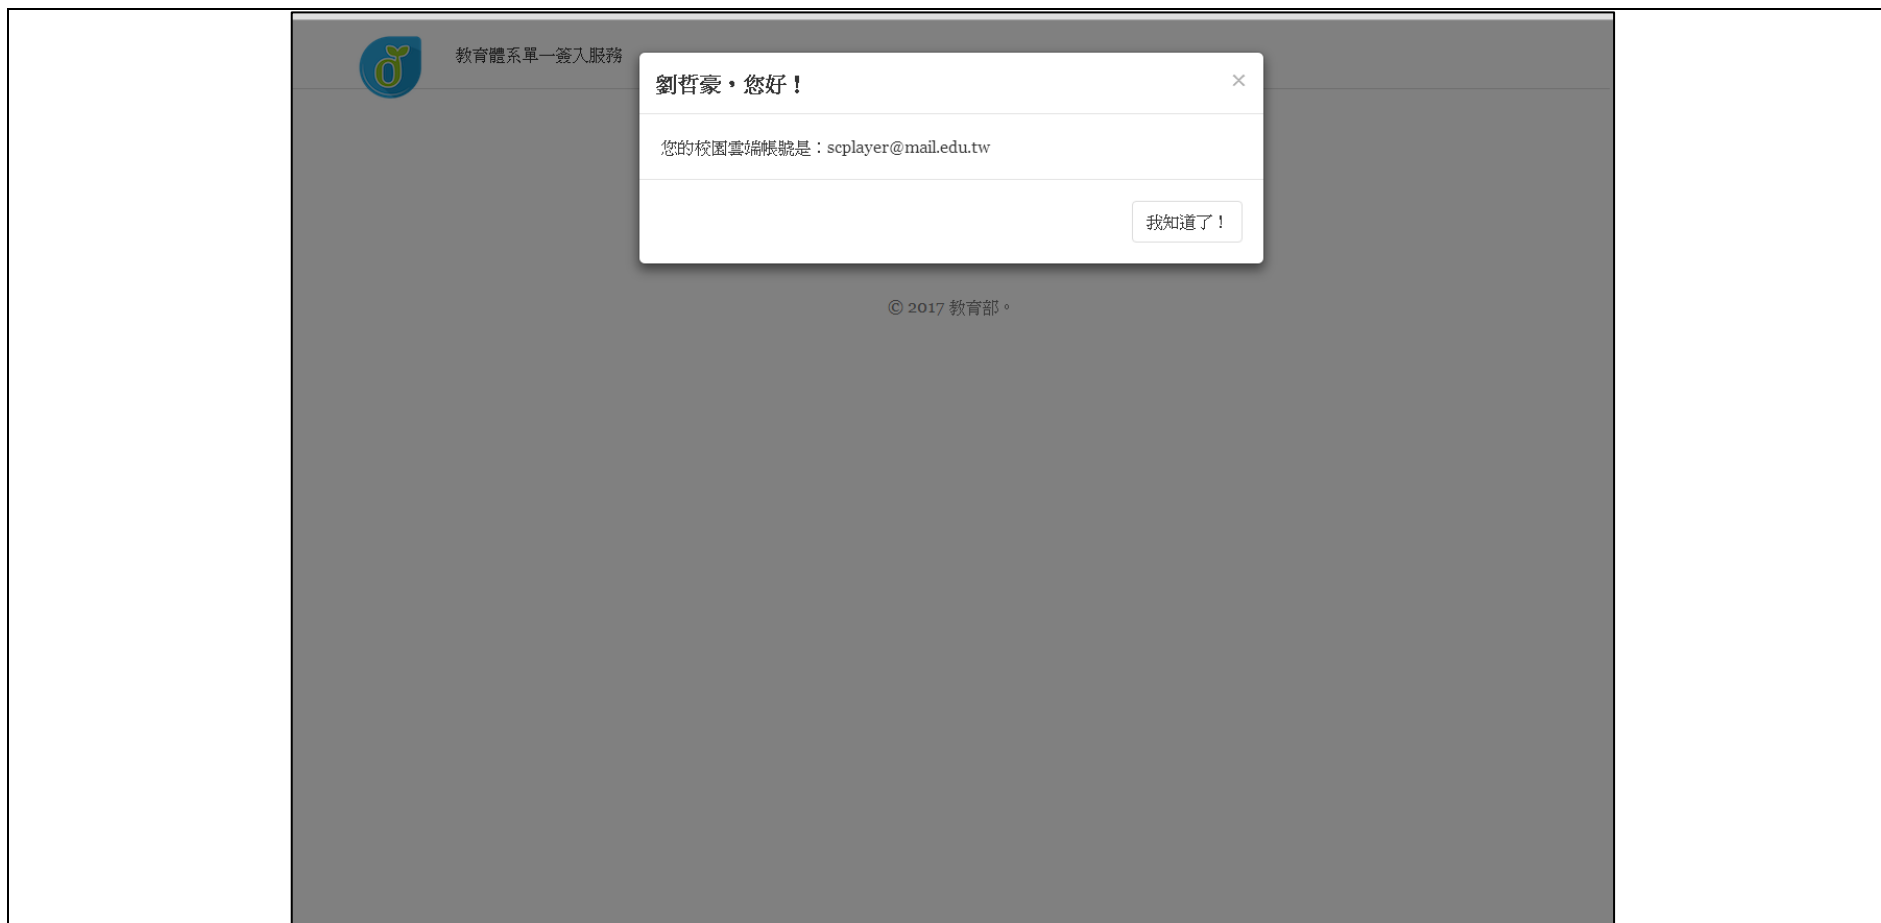 教育體系單一簽入服務
劉哲豪，您好！
×
您的校園雲端帳號是：scplayer@mail.edu.tw
我知道了！
© 2017 教育部。